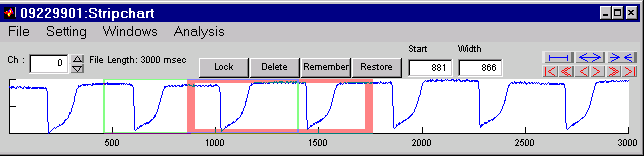 09229901:Stripchart
File Setting Windows Analysis
Start Width
Ch : 0 File Length: 3000 msec Look Delete Remember Restore 881 866
500 1000 1500 2000 2500 3000